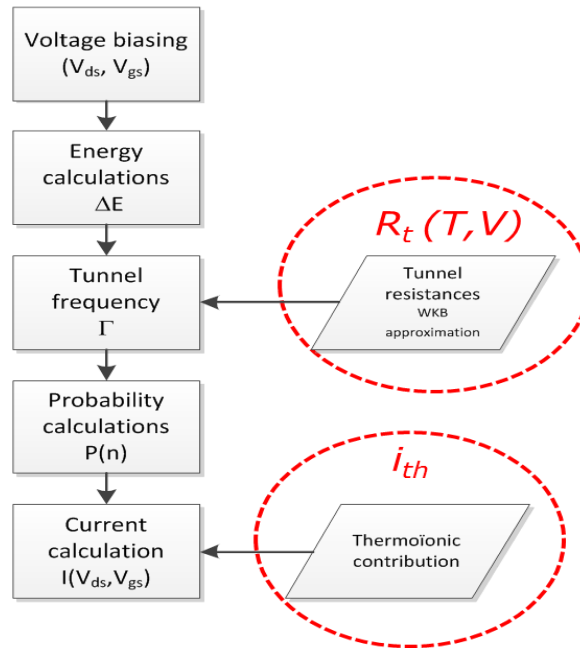 Voltage biasing
(Vds, Vgs)
Energy
calculations
ΔE
Rt (T,V)
Tunnel
frequency
Γ
Tunnel
resistances
WKB
approximation
Probability
calculations
P(n)
ith
Current
calculation
I(Vds,Vgs)
Thermoïonic
contribution